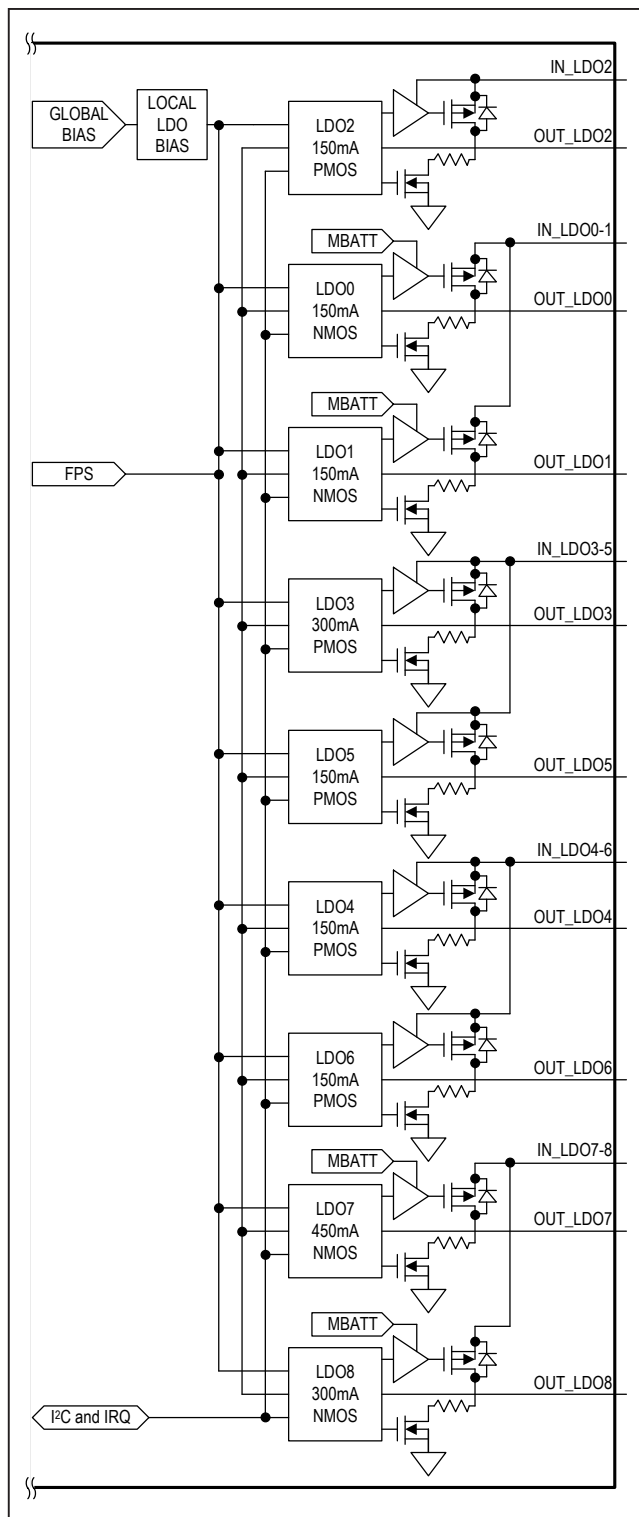 IN_LDO2
GLOBAL
BIAS
LOCAL
LDO
BIAS
LDO2
150mA
PMOS
OUT_LDO2
MBATT
IN_LDO0-1
LDO0
150mA
NMOS
OUT_LDO0
MBATT
LDO1
150mA
NMOS
OUT_LDO1
FPS
IN_LDO3-5
LDO3
300mA
PMOS
OUT_LDO3
LDO5
150mA
PMOS
OUT_LDO5
IN_LDO4-6
LDO4
150mA
PMOS
OUT_LDO4
LDO6
150mA
PMOS
OUT_LDO6
MBATT
IN_LDO7-8
LDO7
450mA
NMOS
OUT_LDO7
MBATT
LDO8
300mA
NMOS
OUT_LDO8
I²C and IRQ